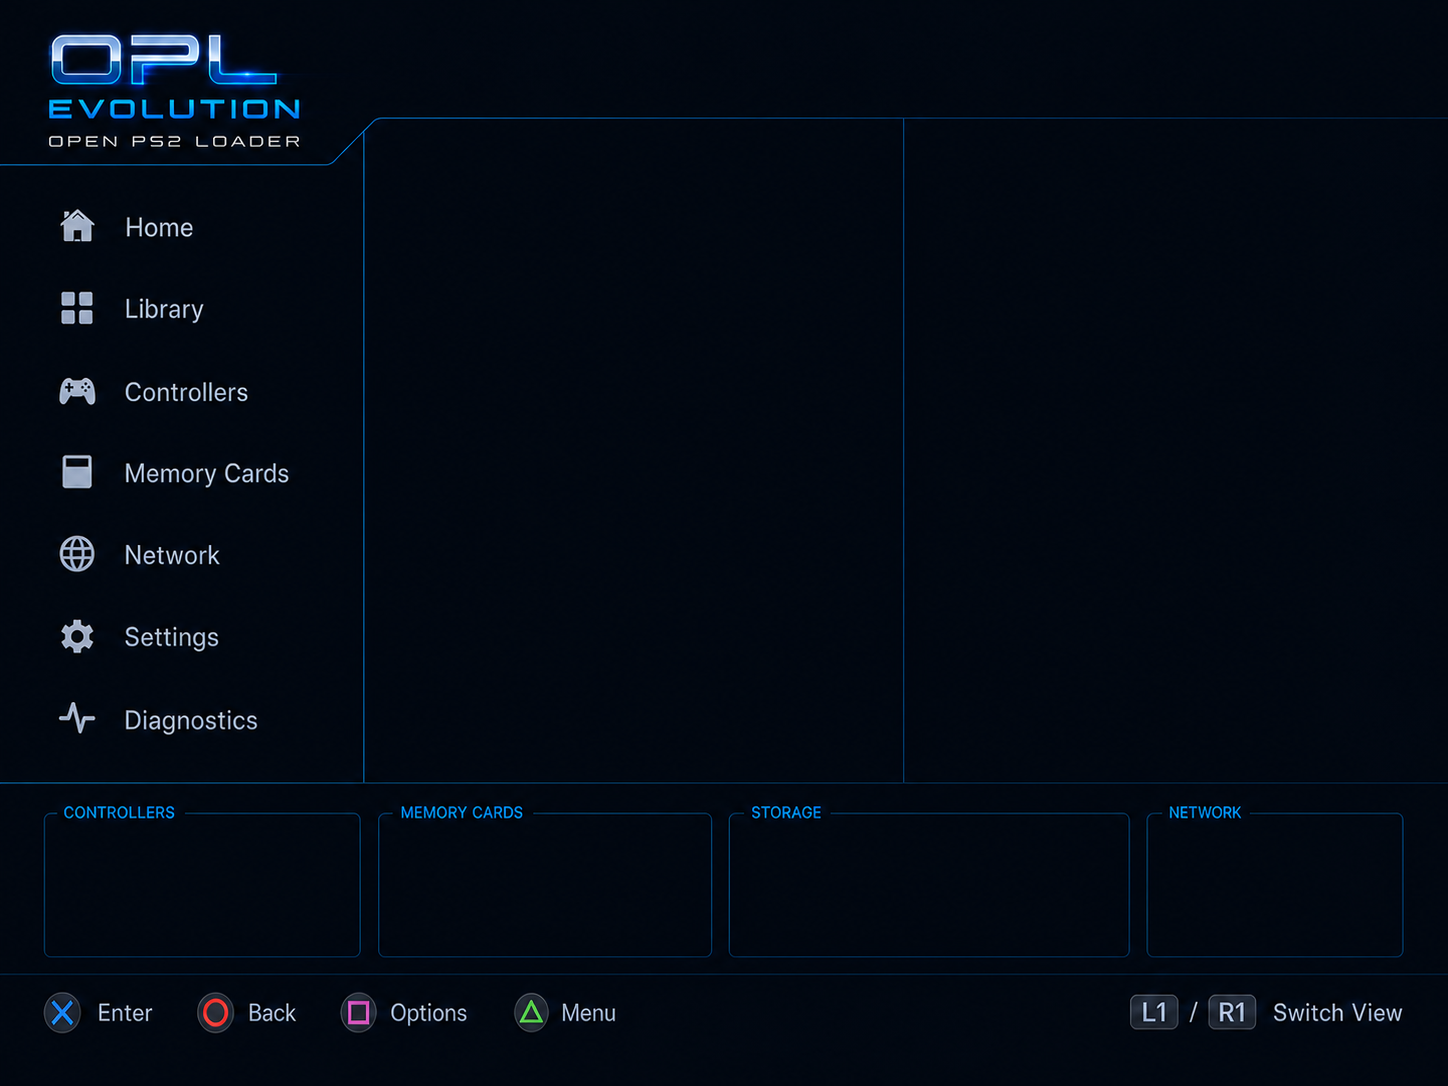 OPL
EVOLUTION
OPEN PS2 LOADER
Home
Library
Controllers
Memory Cards
Network
Settings
Diagnostics
CONTROLLERS
MEMORY CARDS
STORAGE
NETWORK
Enter
Back
Options
Menu
L1 / R1 Switch View